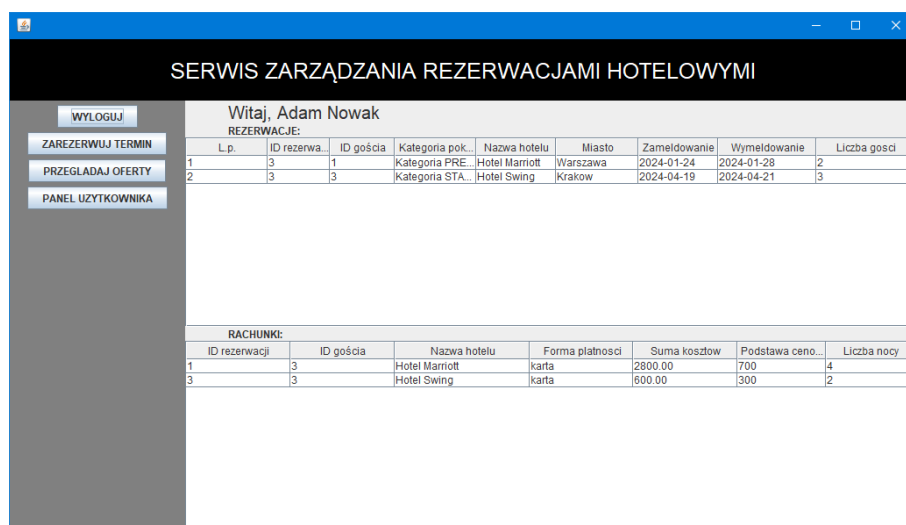 SERWIS ZARZĄDZANIA REZERWACJAMI HOTELOWYMI
WYLOGUJ
ZAREZERWUJ TERMIN
PRZEGLADAJ OFERTY
PANEL UZYTKOWNIKA
Witaj, Adam Nowak
REZERWACJE:
L.p. ID rezerwa... ID gościa Kategoria pok... Nazwa hotelu Miasto Zameldowanie Wymeldowanie Liczba gosci
1 3 1 Kategoria PRE... Hotel Marriott Warszawa 2024-01-24 2024-01-28 2
2 3 3 Kategoria STA... Hotel Swing Krakow 2024-04-19 2024-04-21 3
RACHUNKI:
ID rezerwacji ID gościa Nazwa hotelu Forma platnosci Suma kosztow Podstawa ceno... Liczba nocy
1 3 Hotel Marriott karta 2800.00 700 4
3 3 Hotel Swing karta 600.00 300 2